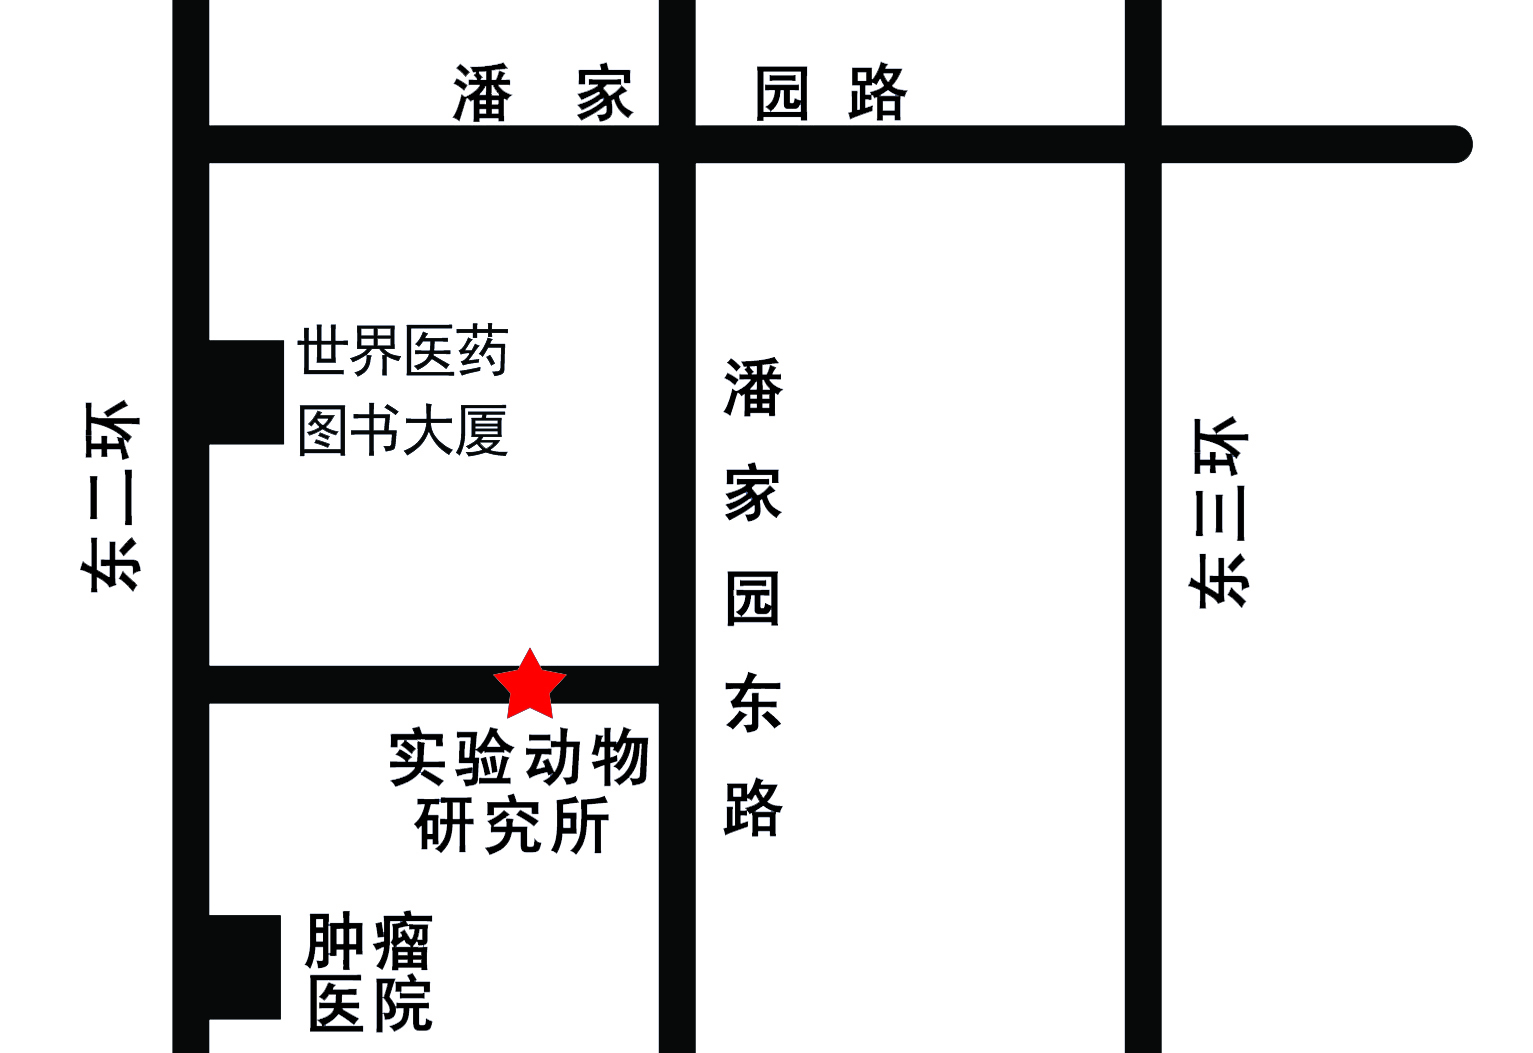 潘家园路
世界医药
图书大厦
东二环
潘家园东路
东三环
实验动物
研究所
肿瘤
医院